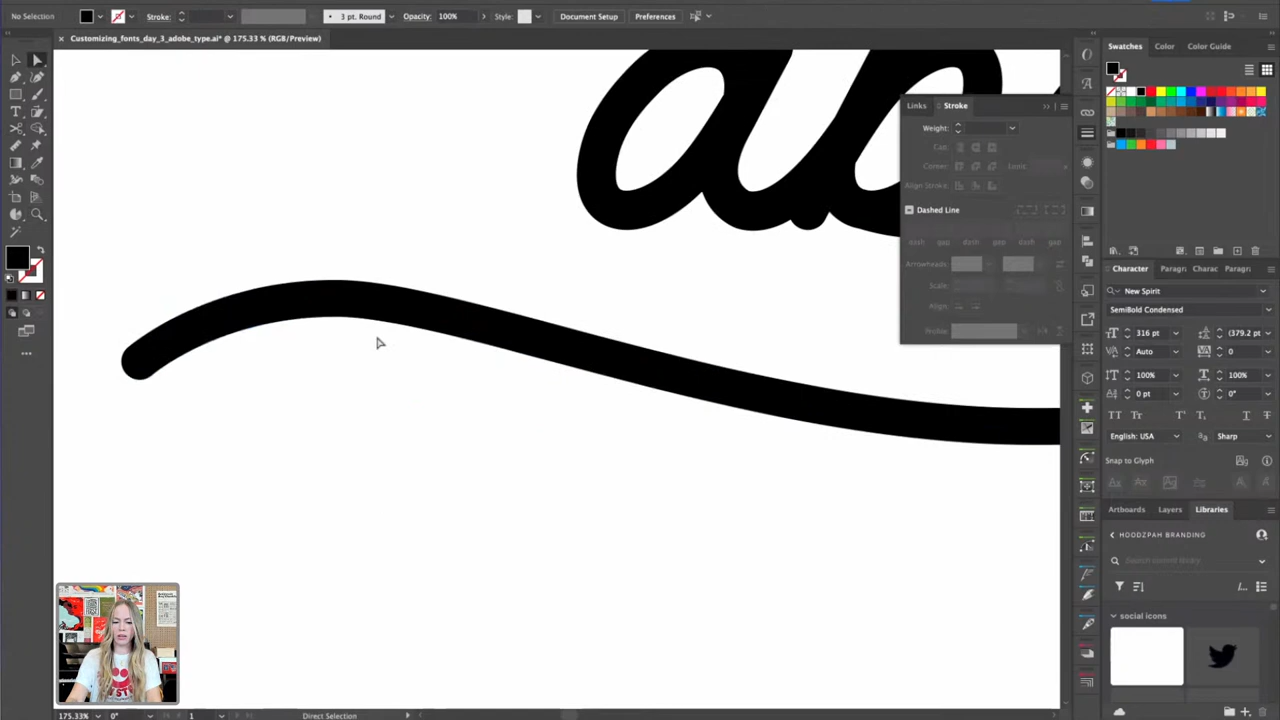 No Selection Stroke: 3 pt. Round Opacity: 100% Style: Document Setup Preferences
Customizing_fonts_day_3_adobe_type.ai* @ 175.33 % (RGB/Preview)
Swatches Color Color Guide
Links Stroke
Weight:
Cap:
Corner: Limit:
Align Stroke:
Dashed Line
dash gap dash gap dash gap
Arrowheads:
Scale:
Align:
Profile:
Character Paragr Charac Paragr
New Spirit
SemiBold Condensed
316 pt (379.2 pt
Auto 0
100% 100%
0 pt 0°
English: USA Sharp
Snap to Glyph
Artboards Layers Libraries
HOODZPAH BRANDING
Search current library
social icons
175.33% 0° 1 Direct Selection